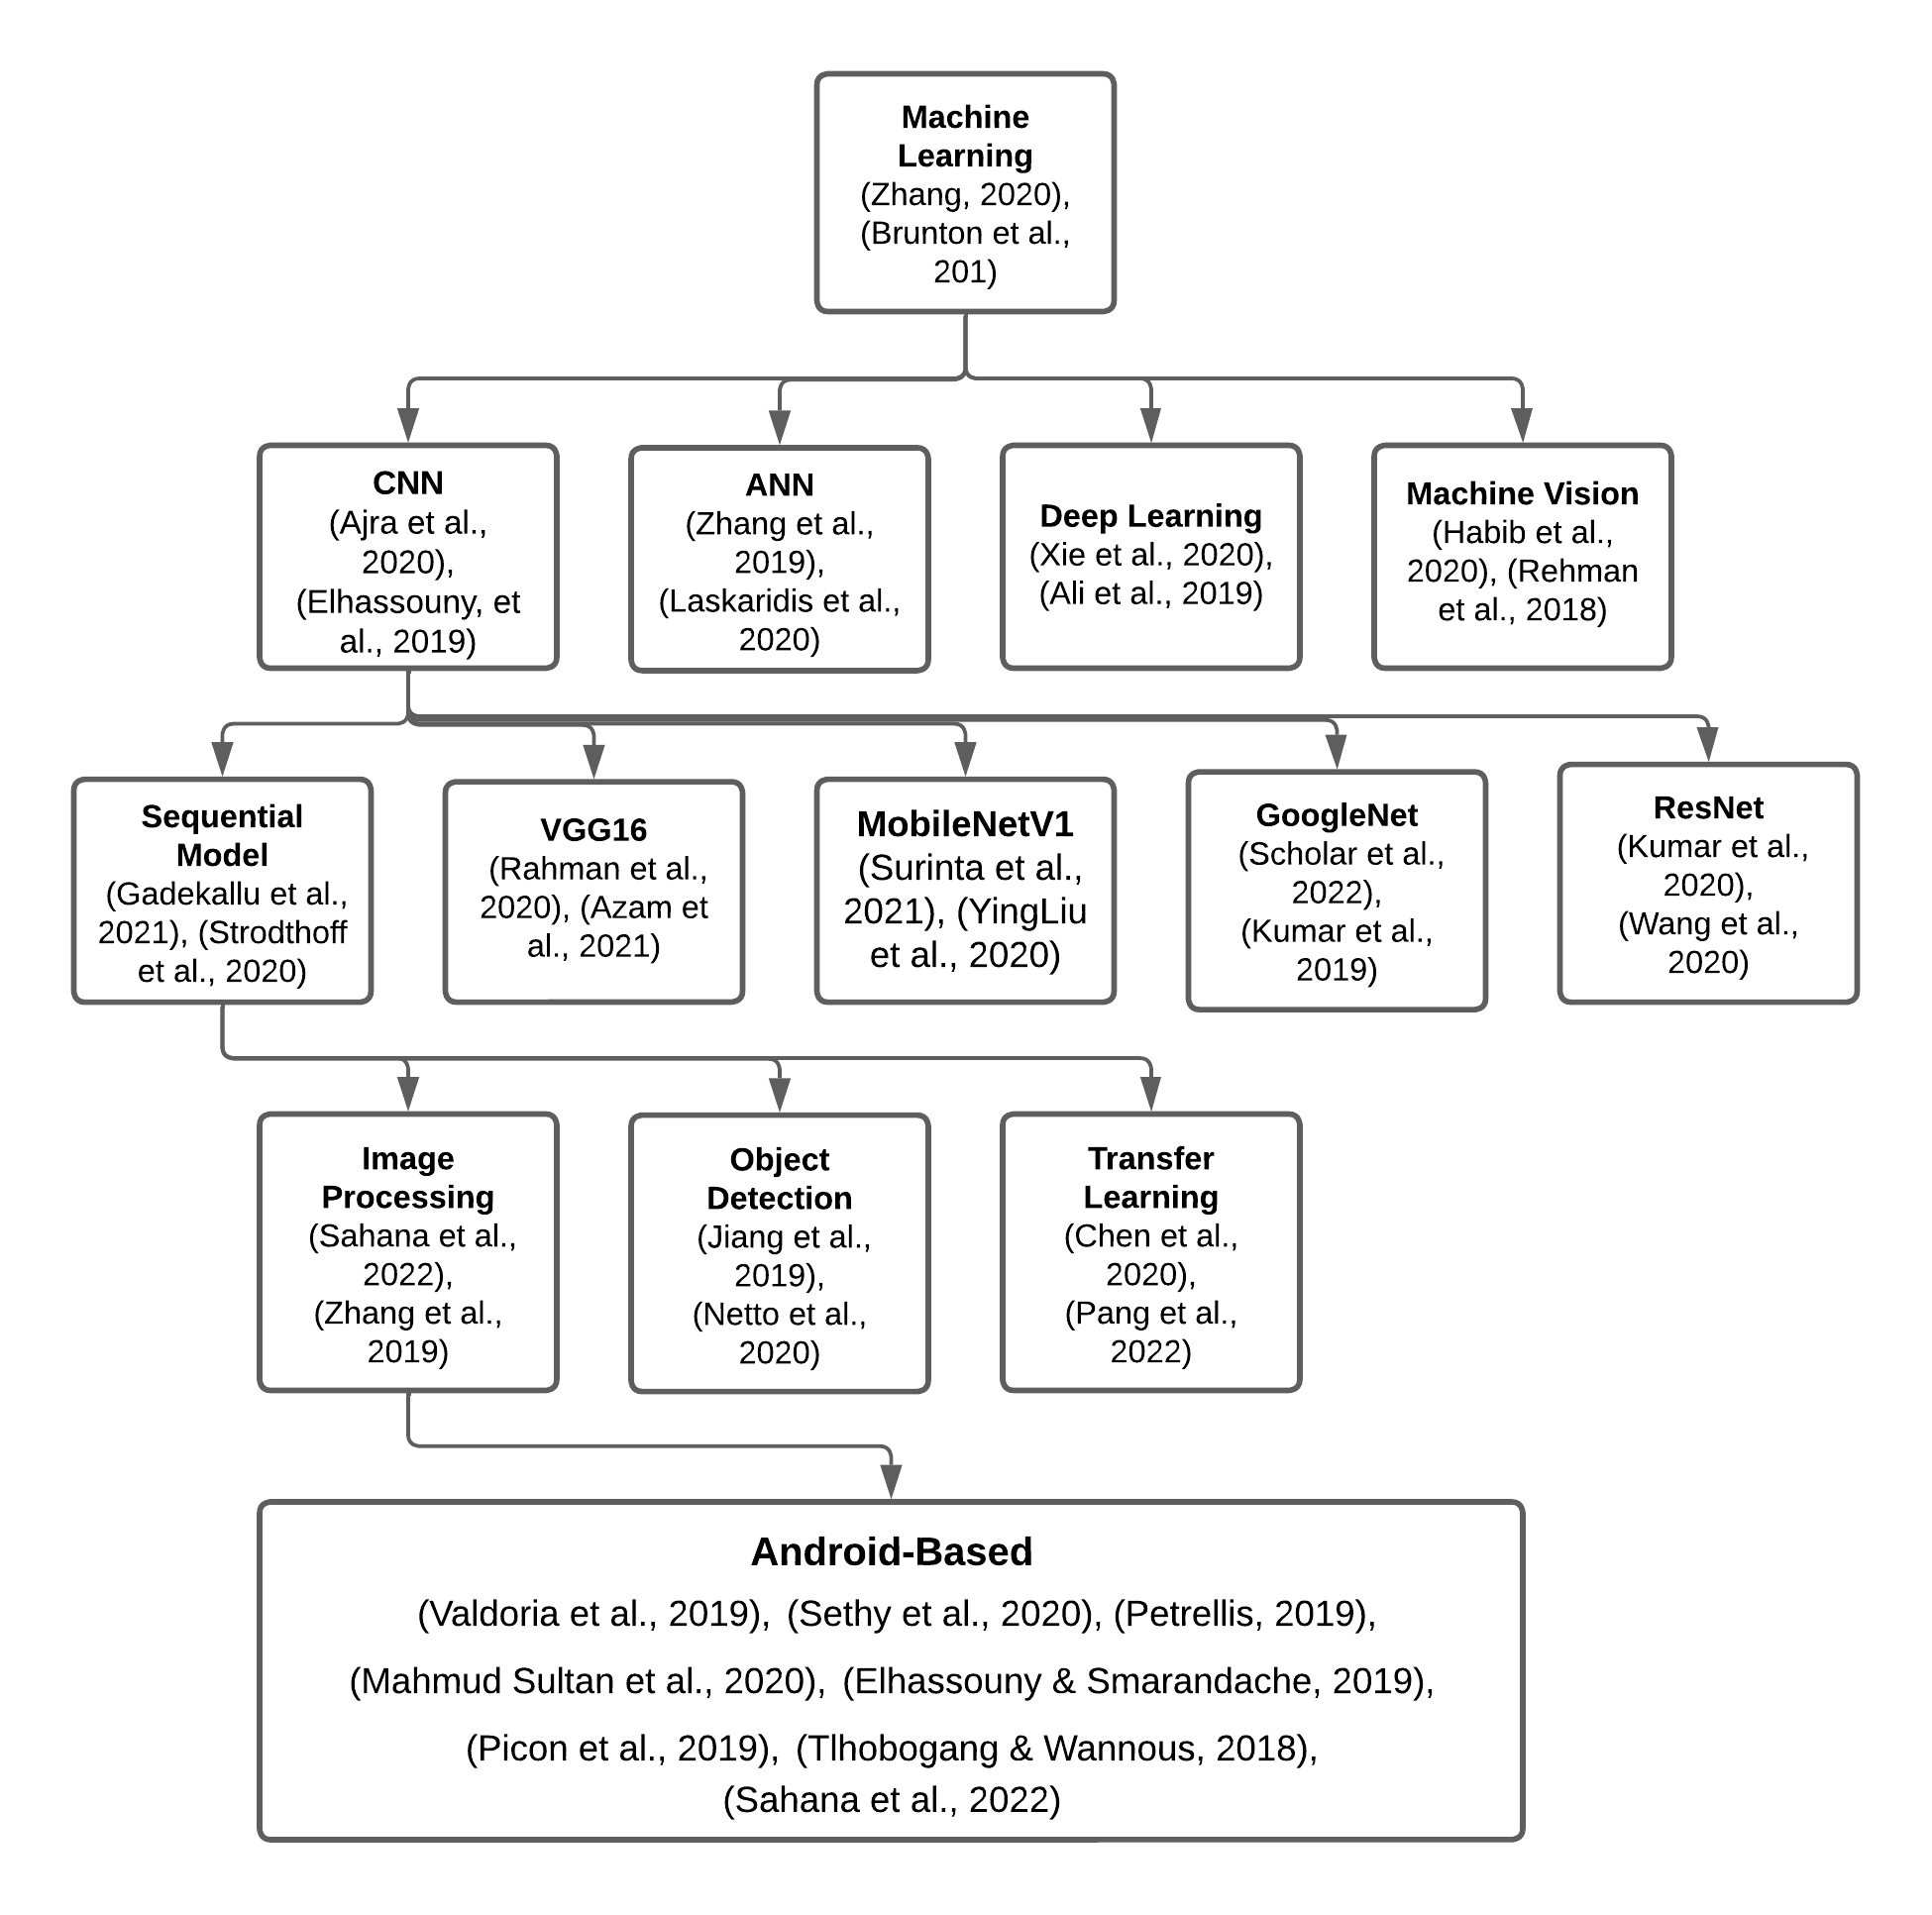 Machine
Learning
(Zhang, 2020),
(Brunton et al.,
201)
CNN
(Ajra et al.,
2020),
(Elhassouny, et
al., 2019)
ANN
(Zhang et al.,
2019),
(Laskaridis et al.,
2020)
Deep Learning
(Xie et al., 2020),
(Ali et al., 2019)
Machine Vision
(Habib et al.,
2020), (Rehman
et al., 2018)
Sequential
Model
(Gadekallu et al.,
2021), (Strodthoff
et al., 2020)
VGG16
(Rahman et al.,
2020), (Azam et
al., 2021)
MobileNetV1
(Surinta et al.,
2021), (YingLiu
et al., 2020)
GoogleNet
(Scholar et al.,
2022),
(Kumar et al.,
2019)
ResNet
(Kumar et al.,
2020),
(Wang et al.,
2020)
Image
Processing
(Sahana et al.,
2022),
(Zhang et al.,
2019)
Object
Detection
(Jiang et al.,
2019),
(Netto et al.,
2020)
Transfer
Learning
(Chen et al.,
2020),
(Pang et al.,
2022)
Android-Based
(Valdoria et al., 2019), (Sethy et al., 2020), (Petrellis, 2019),
(Mahmud Sultan et al., 2020), (Elhassouny & Smarandache, 2019),
(Picon et al., 2019), (Tlhobogang & Wannous, 2018),
(Sahana et al., 2022)